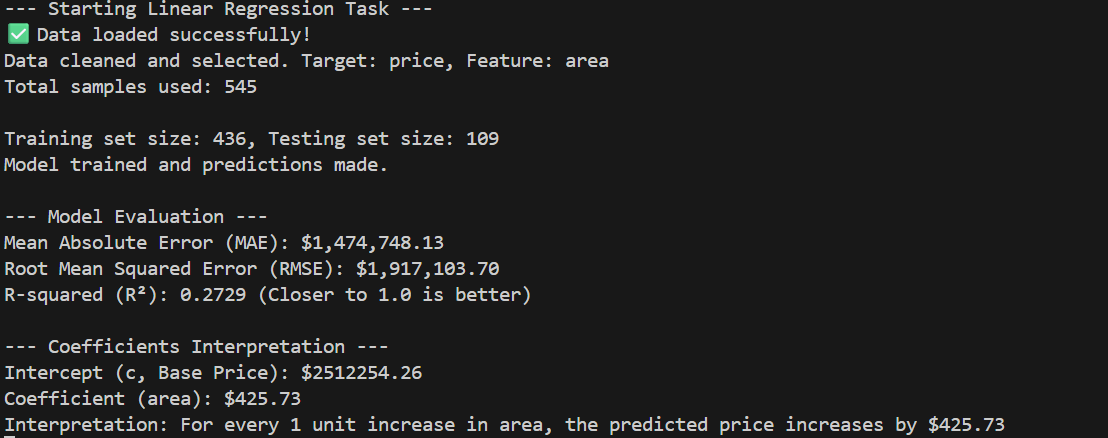 --- Starting Linear Regression Task ---
✅ Data loaded successfully!
Data cleaned and selected. Target: price, Feature: area
Total samples used: 545
Training set size: 436, Testing set size: 109
Model trained and predictions made.
--- Model Evaluation ---
Mean Absolute Error (MAE): $1,474,748.13
Root Mean Squared Error (RMSE): $1,917,103.70
R-squared (R²): 0.2729 (Closer to 1.0 is better)
--- Coefficients Interpretation ---
Intercept (c, Base Price): $2512254.26
Coefficient (area): $425.73
Interpretation: For every 1 unit increase in area, the predicted price increases by $425.73